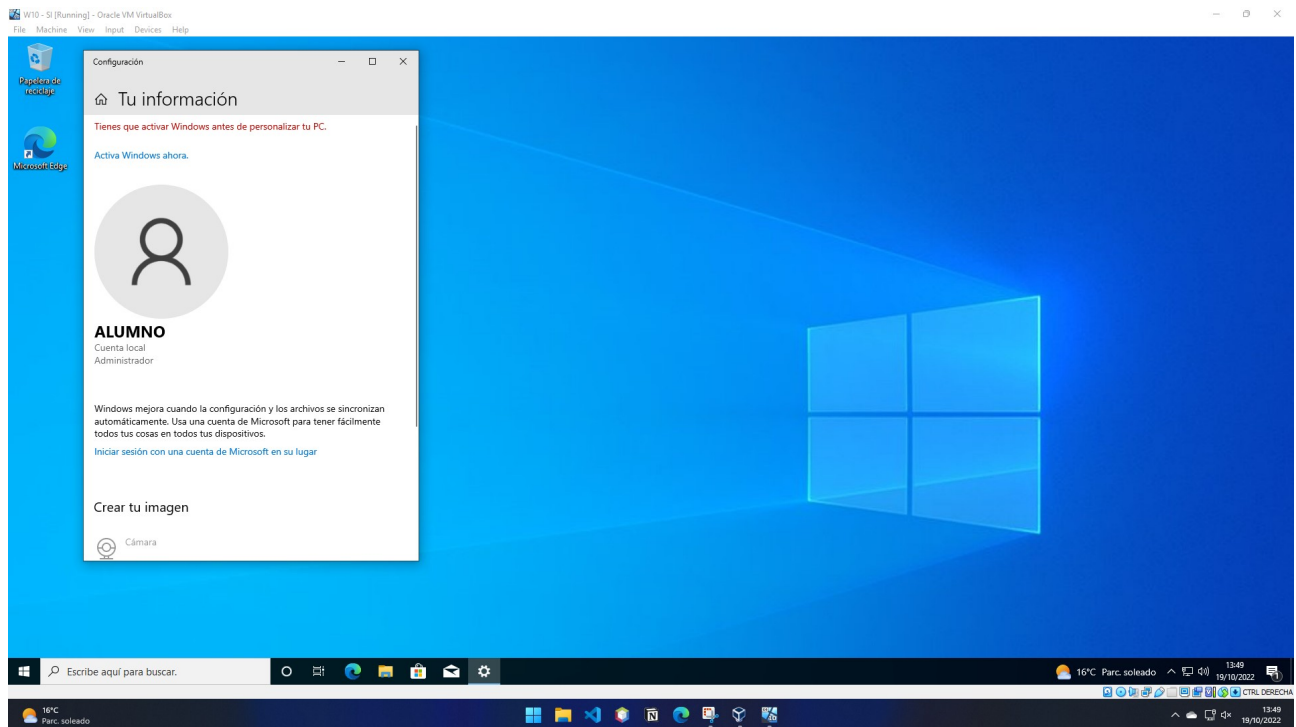 W10 - SI [Running] - Oracle VM VirtualBox
File Machine View Input Devices Help
Papelera de
reciclaje
Microsoft Edge
Configuración
Tu información
Tienes que activar Windows antes de personalizar tu PC.
Activa Windows ahora.
ALUMNO
Cuenta local
Administrador
Windows mejora cuando la configuración y los archivos se sincronizan
automáticamente. Usa una cuenta de Microsoft para tener fácilmente
todos tus cosas en todos tus dispositivos.
Iniciar sesión con una cuenta de Microsoft en su lugar
Crear tu imagen
Cámara
Escribe aquí para buscar.
16°C Parc. soleado
13:49
19/10/2022
1
CTRL DERECHA
16°C
Parc. soleado
13:49
19/10/2022